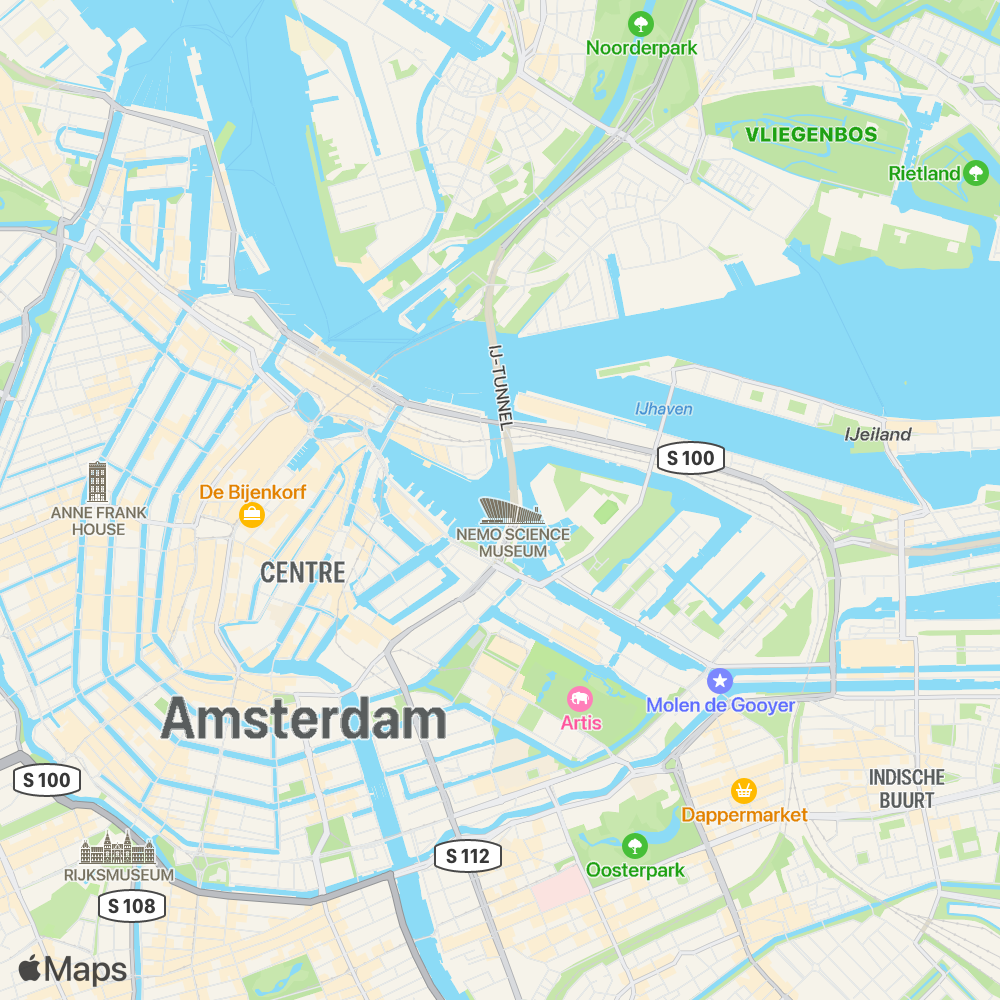 Noorderpark
VLIEGENBOS
Rietland
IJ-TUNNEL
IJhaven
IJeiland
S 100
ANNE FRANK
HOUSE
De Bijenkorf
NEMO SCIENCE
MUSEUM
CENTRE
Amsterdam
Artis
Molen de Gooyer
S 100
INDISCHE
BUURT
Dappermarket
RIJKSMUSEUM
S 112
Oosterpark
S 108
Maps